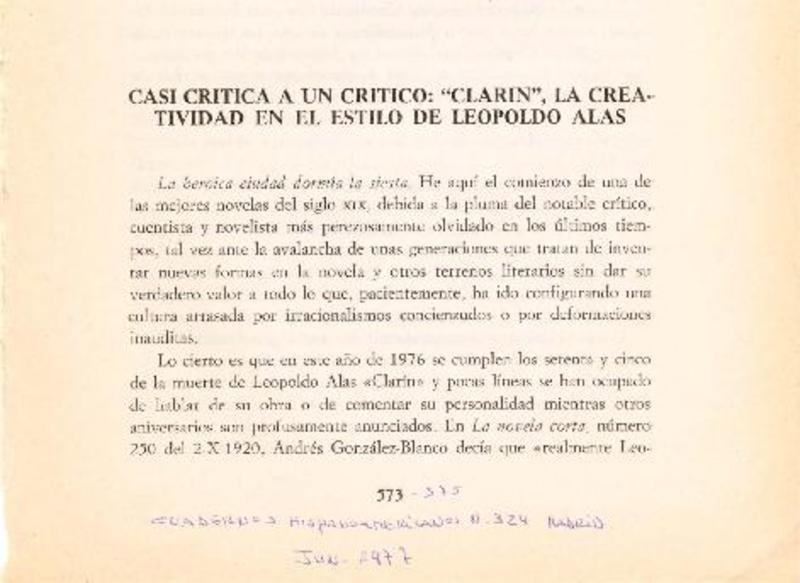 CASI CRITICA A UN CRITICO: "CLARIN", LA CREA-
TIVIDAD EN EL ESTILO DE LEOPOLDO ALAS
La heroica ciudad dormía la siesta. He aquí el comienzo de una de
las mejores novelas del siglo XIX, debida a la pluma del notable crítico,
cuentista y novelista más perezosamente olvidado en los últimos tiem-
pos, tal vez ante la avalancha de unas generaciones que tratan de inven-
tar nuevas formas en la novela y otros terrenos literarios sin dar su
verdadero valor a todo lo que, pacientemente, ha ido configurando una
cultura arrasada por irracionalismos concienzudos o por deformaciones
inauditas.
Lo cierto es que en este año de 1976 se cumplen los setenta y cinco
de la muerte de Leopoldo Alas «Clarín» y pocas líneas se han ocupado
de hablar de su obra o de comentar su personalidad mientras otros
aniversarios son profusamente anunciados. En La novela corta, número
250 del 2-X-1920, Andrés González-Blanco decía que «realmente Leo-
573 - 575
CUADERNOS HISPANOAMERICANOS N. 324 MADRID
JUN. 1977